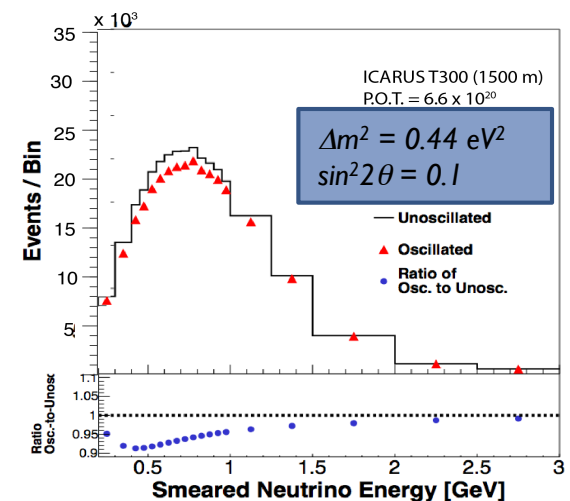 x 10³
35
30
25
20
15
10
5
Events / Bin
ICARUS T300 (1500 m)
P.O.T. = 6.6 x 10²⁰
Δm² = 0.44 eV²
sin²2θ = 0.1
Unoscillated
Oscillated
Ratio of
Osc. to Unosc.
1.1
1.05
1
0.95
0.9
Ratio
Osc.-to-Unosc
0.5 1 1.5 2 2.5 3
Smeared Neutrino Energy [GeV]